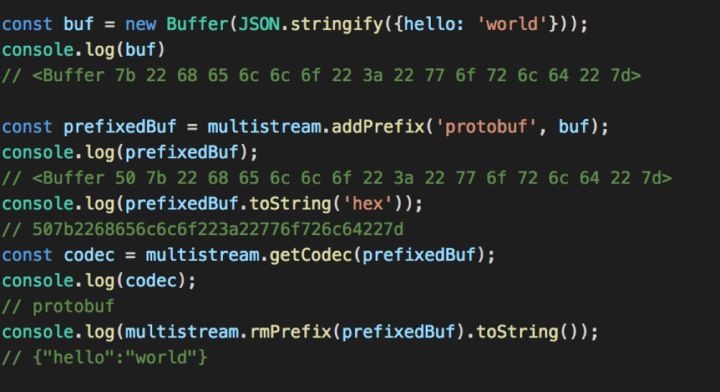 const buf = new Buffer(JSON.stringify({hello: 'world'}));
console.log(buf)
// <Buffer 7b 22 68 65 6c 6c 6f 22 3a 22 77 6f 72 6c 64 22 7d>
const prefixedBuf = multistream.addPrefix('protobuf', buf);
console.log(prefixedBuf);
// <Buffer 50 7b 22 68 65 6c 6c 6f 22 3a 22 77 6f 72 6c 64 22 7d>
console.log(prefixedBuf.toString('hex'));
// 507b2268656c6c6f223a22776f726c64227d
const codec = multistream.getCodec(prefixedBuf);
console.log(codec);
// protobuf
console.log(multistream.rmPrefix(prefixedBuf).toString());
// {"hello":"world"}